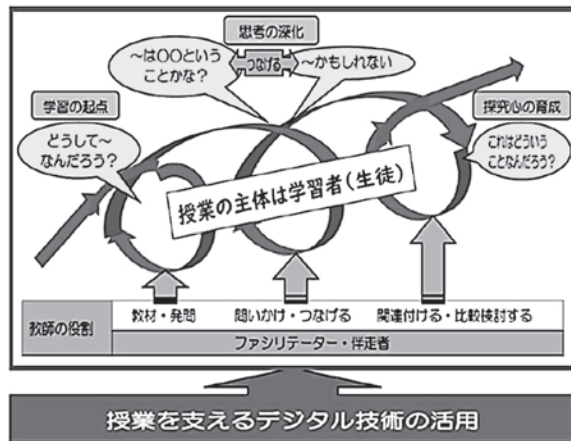 思考の深化
～は〇〇という
ことかな？
つなげる
～かもしれない
学習の起点
どうして～
なんだろう？
探究心の育成
これはどういう
ことなんだろう？
授業の主体は学習者（生徒）
教師の役割
教材・発問
問いかけ・つなげる
関連付ける・比較検討する
ファシリテーター・伴走者
授業を支えるデジタル技術の活用